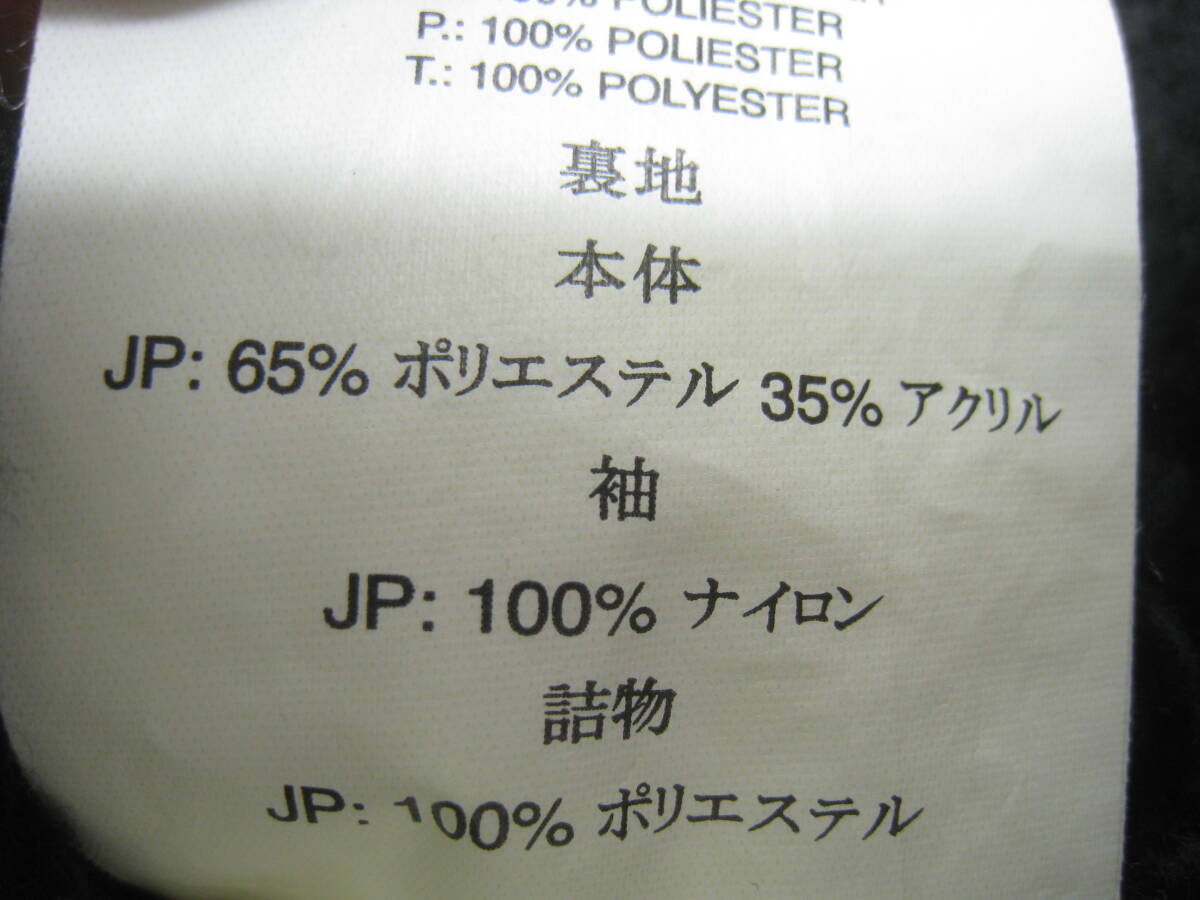 POLIESTER
P.: 100% POLIESTER
T.: 100% POLYESTER
裏地
本体
JP: 65% ポリエステル 35% アクリル
袖
JP: 100% ナイロン
詰物
JP: 100% ポリエステル